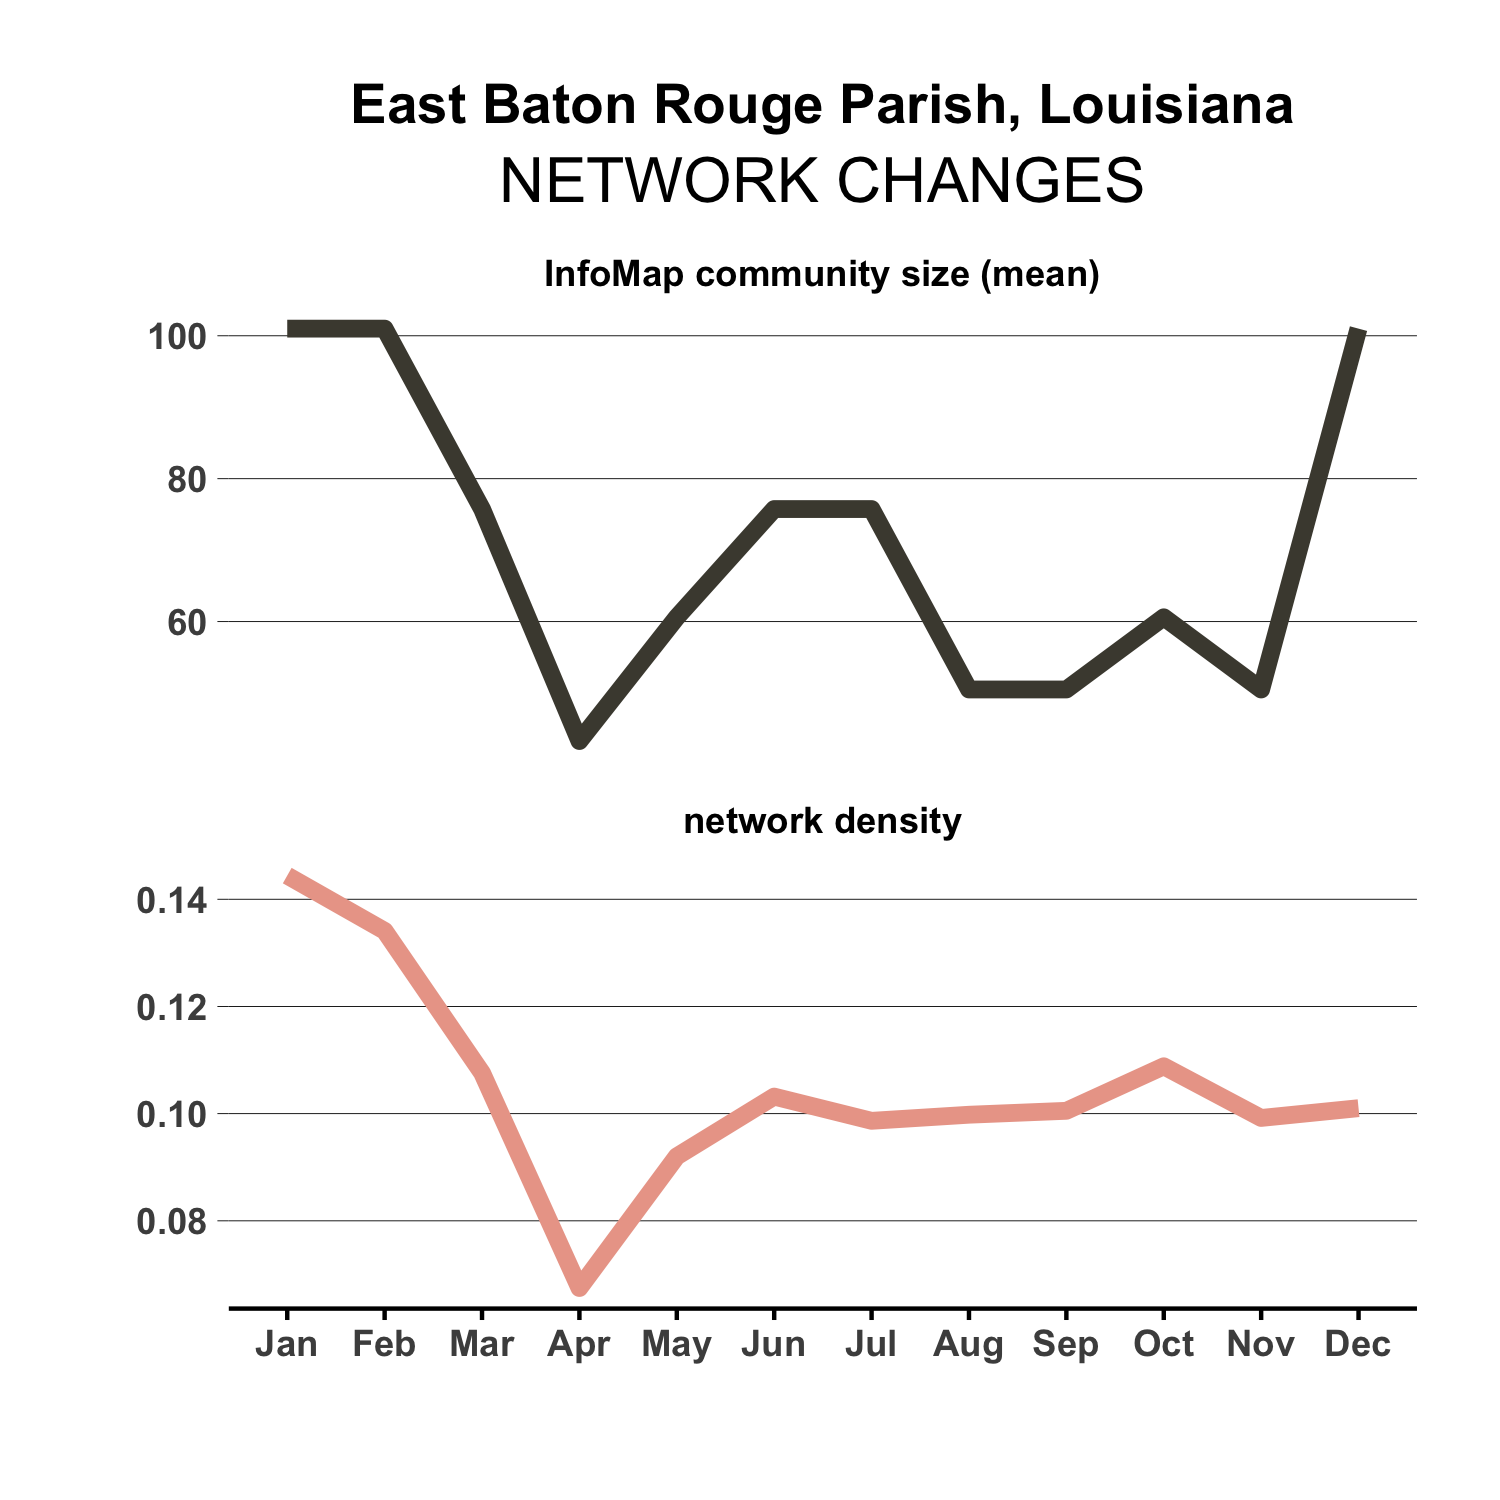 East Baton Rouge Parish, Louisiana
NETWORK CHANGES
InfoMap community size (mean)
100
80
60
network density
0.14
0.12
0.10
0.08
Jan Feb Mar Apr May Jun Jul Aug Sep Oct Nov Dec